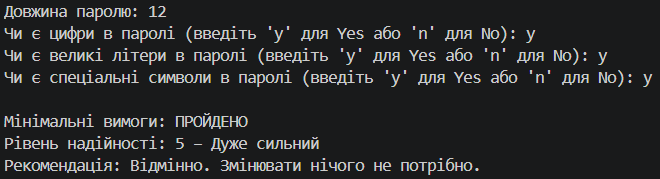 Довжина паролю: 12
Чи є цифри в паролі (введіть 'y' для Yes або 'n' для No): y
Чи є великі літери в паролі (введіть 'y' для Yes або 'n' для No): y
Чи є спеціальні символи в паролі (введіть 'y' для Yes або 'n' для No): y
Мінімальні вимоги: ПРОЙДЕНО
Рівень надійності: 5 – Дуже сильний
Рекомендація: Відмінно. Змінювати нічого не потрібно.